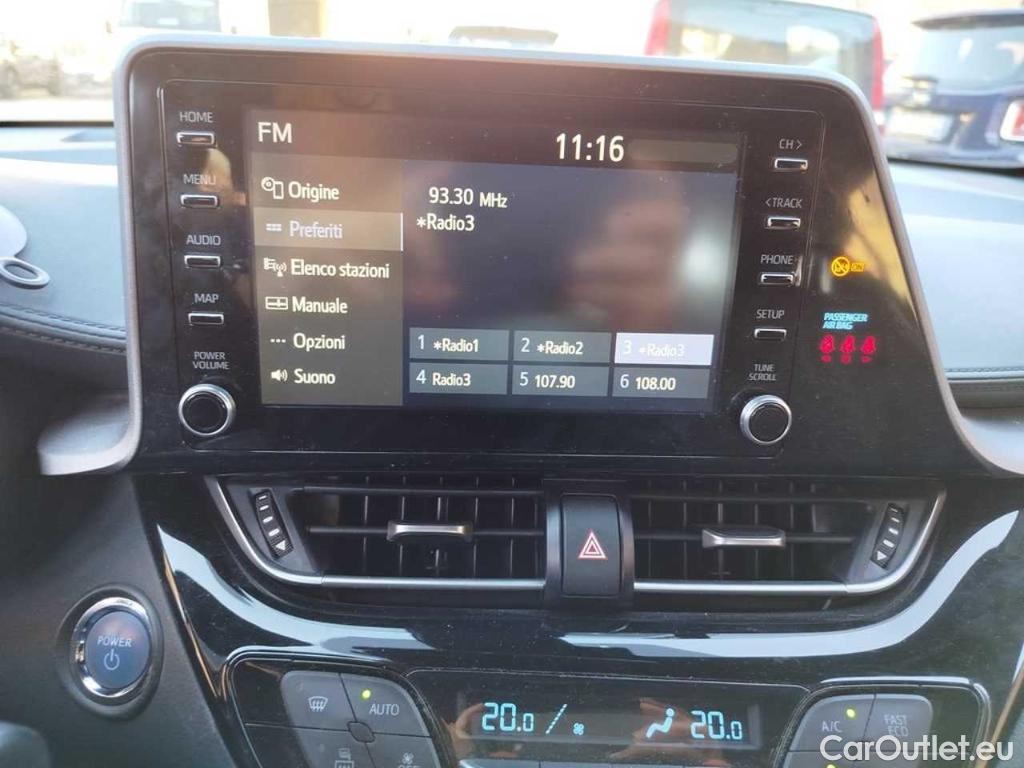 HOME
MENU
AUDIO
MAP
POWER
VOLUME
FM
11:16
Origine
Preferiti
Elenco stazioni
Manuale
Opzioni
Suono
93.30 MHz
*Radio3
1 *Radio1
2 *Radio2
3 *Radio3
4 Radio3
5 107.90
6 108.00
CH >
< TRACK
PHONE
SETUP
TUNE
SCROLL
PASSENGER
AIR BAG
POWER
AUTO
20.0
20.0
A/C
FAST
ECO
OFF
CarOutlet.eu